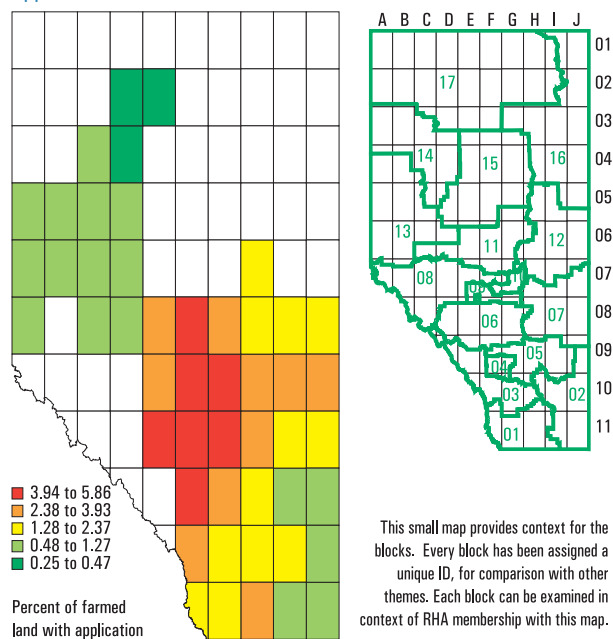 A B C D E F G H I J
01
02
03
04
05
06
07
08
09
10
11
17
14
15
16
13
11
12
08
06
07
05
04
03
02
01
3.94 to 5.86
2.38 to 3.93
1.28 to 2.37
0.48 to 1.27
0.25 to 0.47
Percent of farmed
land with application
This small map provides context for the
blocks. Every block has been assigned a
unique ID, for comparison with other
themes. Each block can be examined in
context of RHA membership with this map.